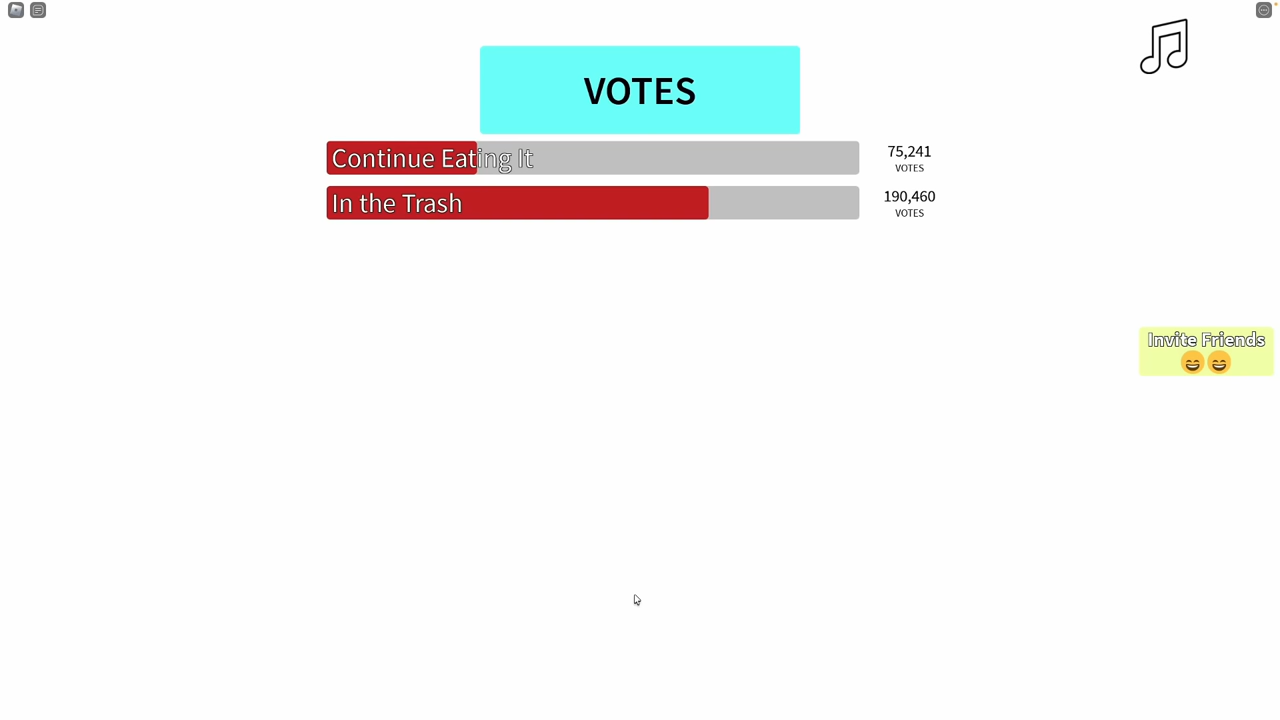 VOTES
Continue Eating It
75,241
VOTES
In the Trash
190,460
VOTES
Invite Friends